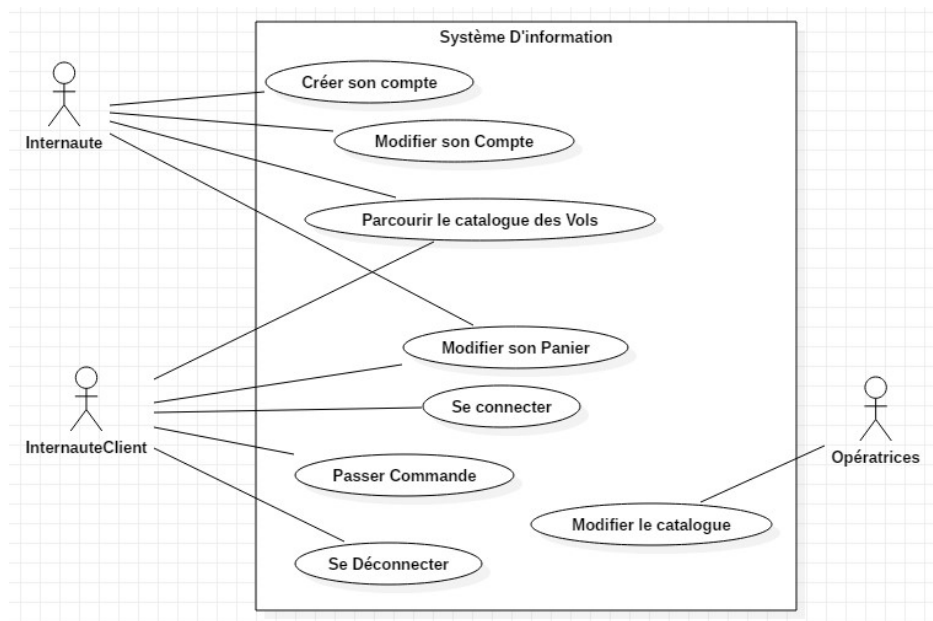 Système D'information
Créer son compte
Internaute
Modifier son Compte
Parcourir le catalogue des Vols
Modifier son Panier
Se connecter
InternauteClient
Opératrices
Passer Commande
Modifier le catalogue
Se Déconnecter